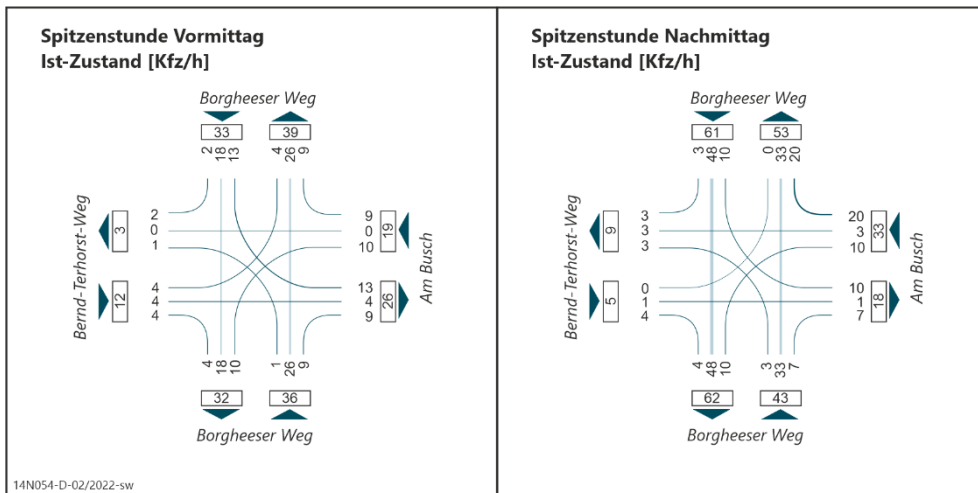 Spitzenstunde Vormittag
Ist-Zustand [Kfz/h]
Borgheeser Weg
33 39
2 18 13 4 26 9
Bernd-Terhorst-Weg
3
2
0
1
12
4
4
4
9
0
10
19
13
4
9
26
Am Busch
4 18 10 1 26 9
32 36
Borgheeser Weg
14N054-D-02/2022-sw
Spitzenstunde Nachmittag
Ist-Zustand [Kfz/h]
Borgheeser Weg
61 53
3 48 10 0 33 20
Bernd-Terhorst-Weg
9
3
3
3
5
0
1
4
20
3
10
33
10
1
7
18
Am Busch
4 48 10 3 33 7
62 43
Borgheeser Weg